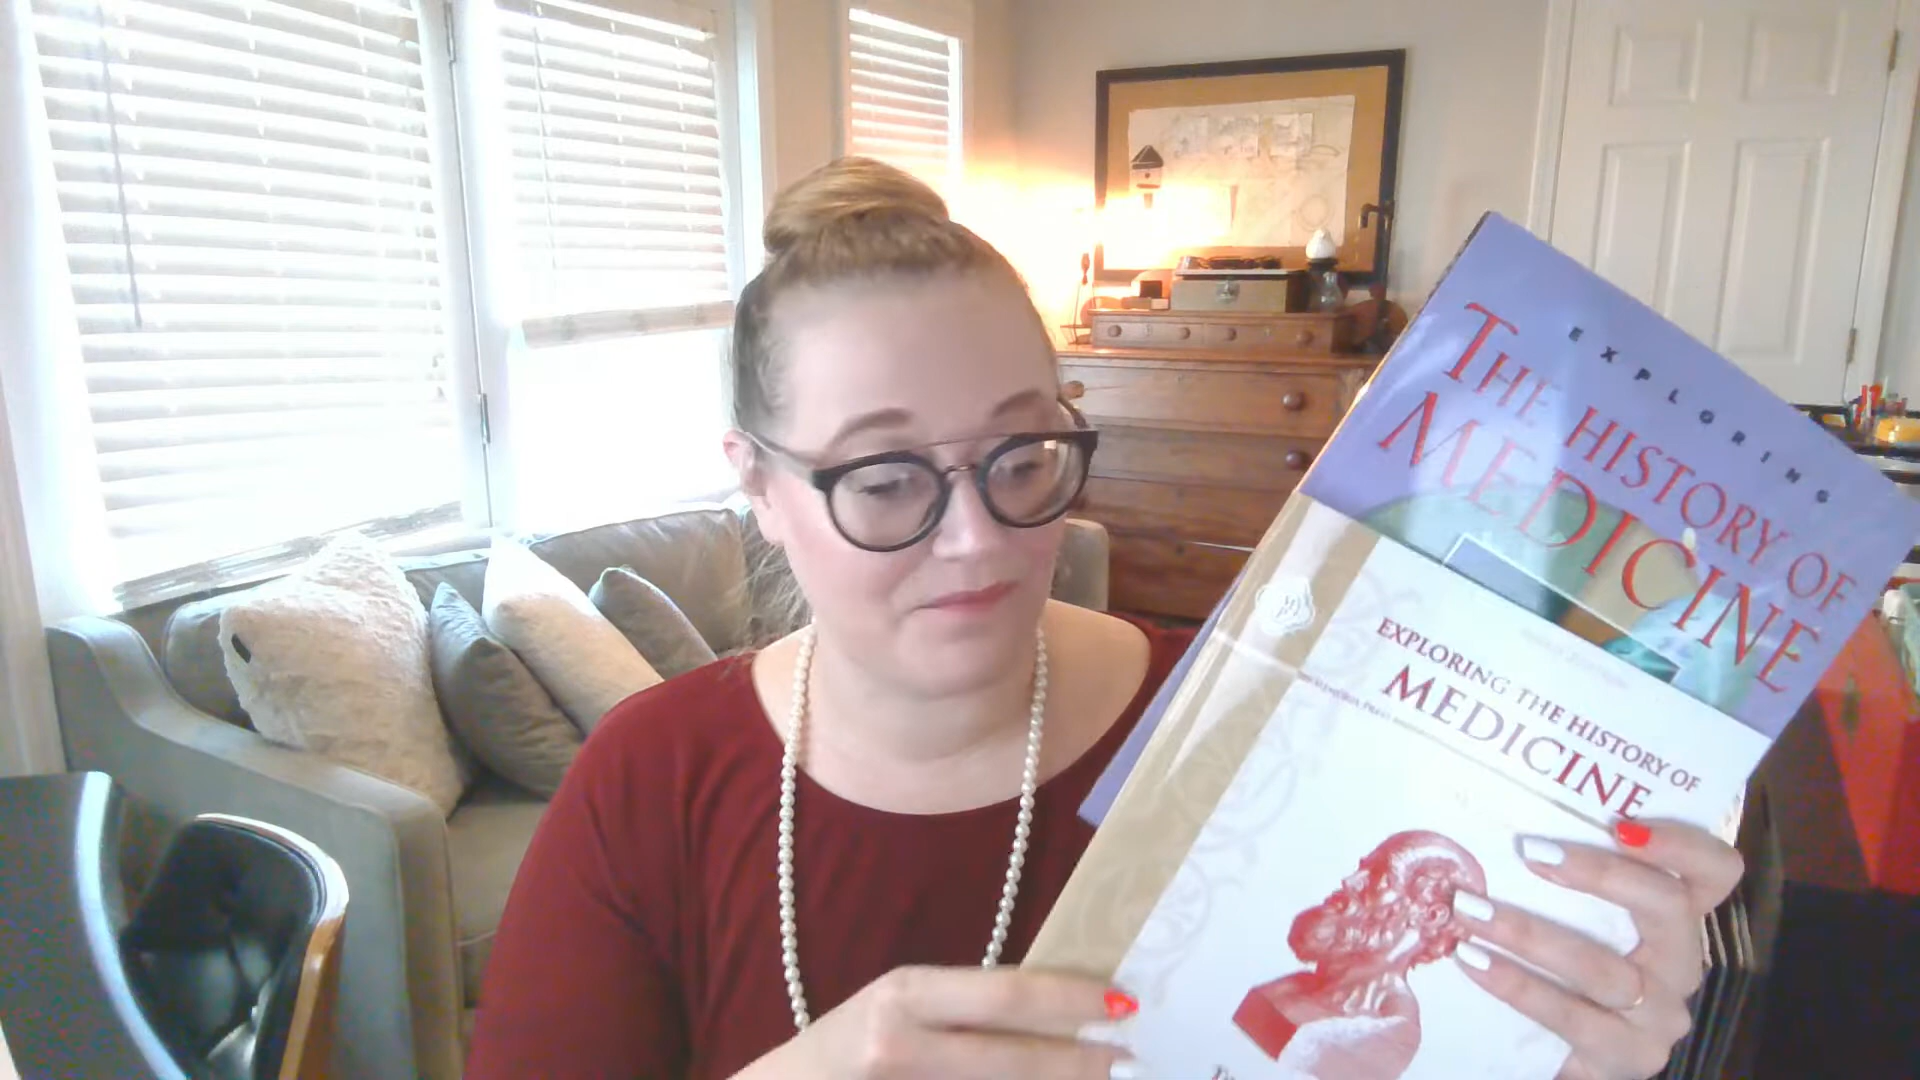 EXPLORING
THE HISTORY OF
MEDICINE
EXPLORING THE HISTORY OF
MEDICINE